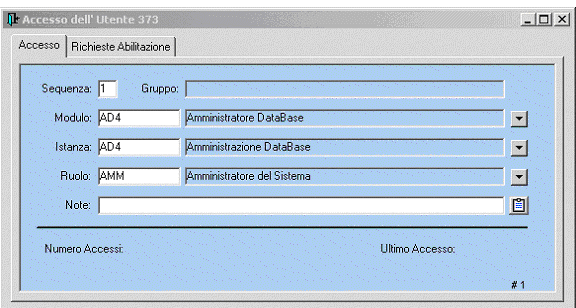 Accesso dell' Utente 373
Accesso Richieste Abilitazione
Sequenza: 1 Gruppo:
Modulo: AD4 Amministratore DataBase
Istanza: AD4 Amministrazione DataBase
Ruolo: AMM Amministratore del Sistema
Note:
Numero Accessi: Ultimo Accesso:
# 1